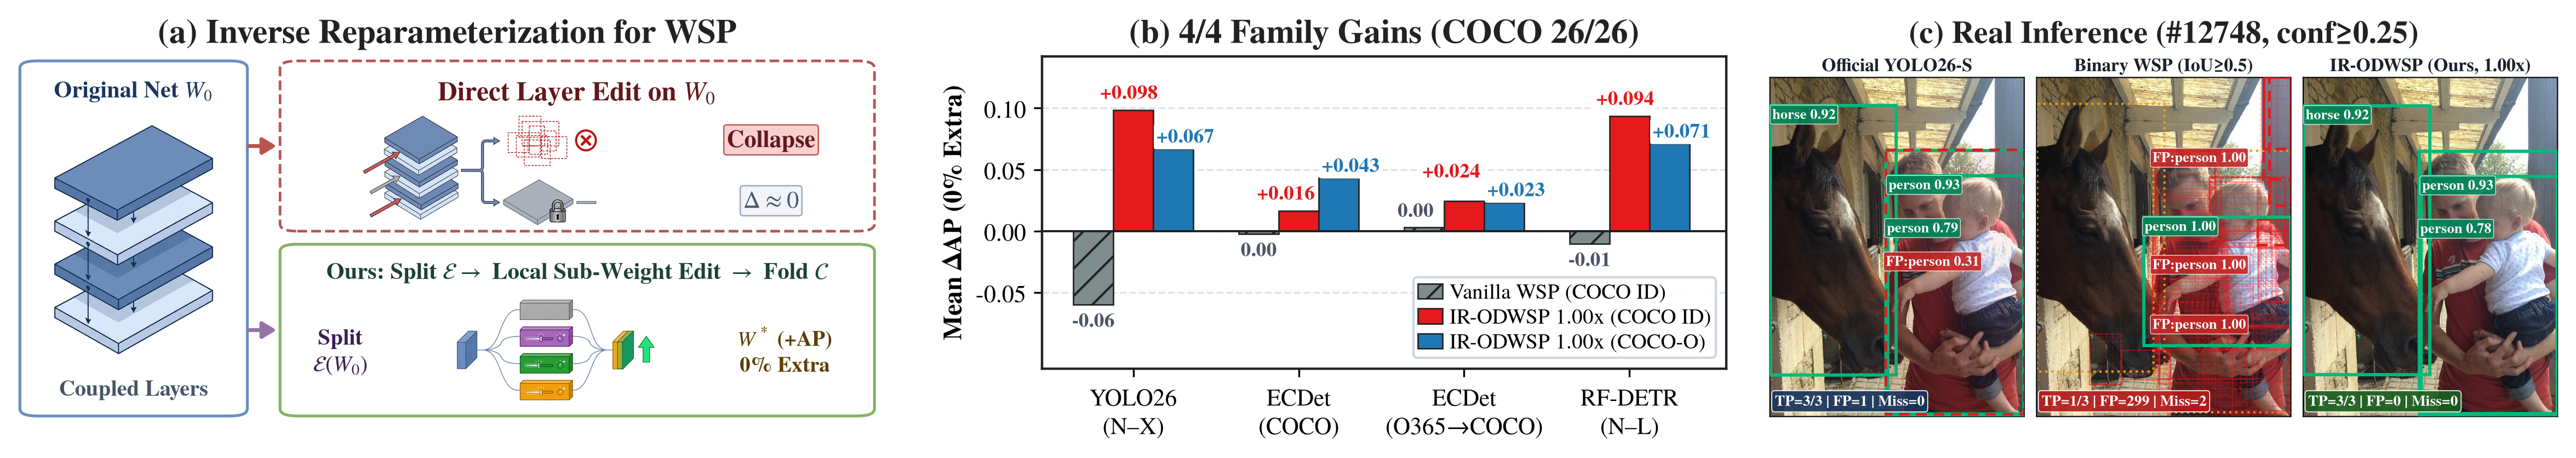 (a) Inverse Reparameterization for WSP
Original Net W₀
Coupled Layers
Direct Layer Edit on W₀
Collapse
Δ ≈ 0
Ours: Split ℰ → Local Sub-Weight Edit → Fold 𝒞
Split
ℰ(W₀)
W* (+AP)
0% Extra
(b) 4/4 Family Gains (COCO 26/26)
Mean ΔAP (0% Extra)
0.10
0.05
0.00
-0.05
-0.06
+0.098
+0.067
0.00
+0.016
+0.043
0.00
+0.024
+0.023
-0.01
+0.094
+0.071
Vanilla WSP (COCO ID)
IR-ODWSP 1.00x (COCO ID)
IR-ODWSP 1.00x (COCO-O)
YOLO26
(N–X)
ECDet
(COCO)
ECDet
(O365→COCO)
RF-DETR
(N–L)
(c) Real Inference (#12748, conf≥0.25)
Official YOLO26-S
horse 0.92
person 0.93
person 0.79
FP:person 0.31
TP=3/3 | FP=1 | Miss=0
Binary WSP (IoU≥0.5)
FP:person 1.00
person 1.00
FP:person 1.00
FP:person 1.00
TP=1/3 | FP=299 | Miss=2
IR-ODWSP (Ours, 1.00x)
horse 0.92
person 0.93
person 0.78
TP=3/3 | FP=0 | Miss=0